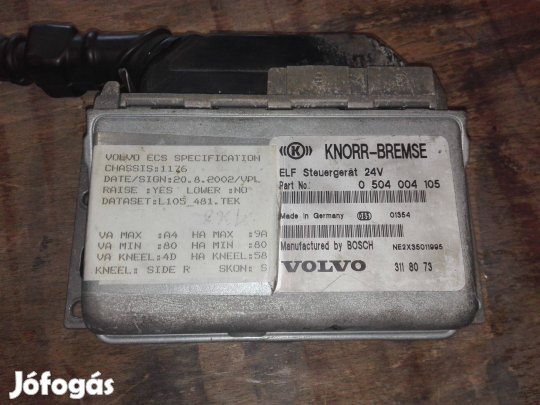 VOLVO ECS SPECIFICATION
CHASSIS:1176
DATE/SIGN:20.8.2002/VPL
RAISE :YES LOWER :NO
DATASET:L105_481.TEK
VA MAX :A4 HA MAX :9A
VA MIN :80 HA MIN :80
VA KNEEL:4D HA KNEEL:58
KNEEL: SIDE R SKON: S
((K)) KNORR-BREMSE
ELF Steuergerät 24V
Part No.: 0 504 004 105
Made in Germany 01354
Manufactured by BOSCH NE2X35011995
VOLVO 311 80 73
Jófogás